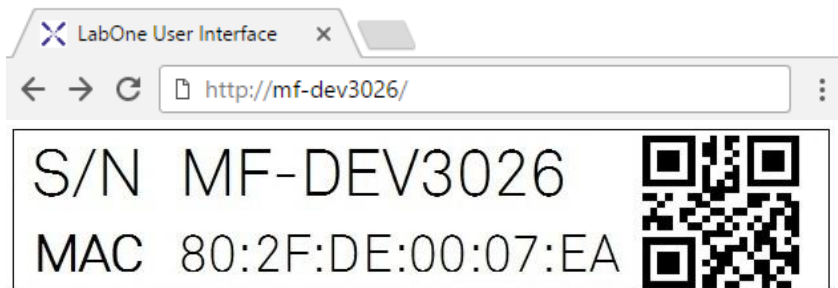 LabOne User Interface
http://mf-dev3026/
S/N MF-DEV3026
MAC 80:2F:DE:00:07:EA